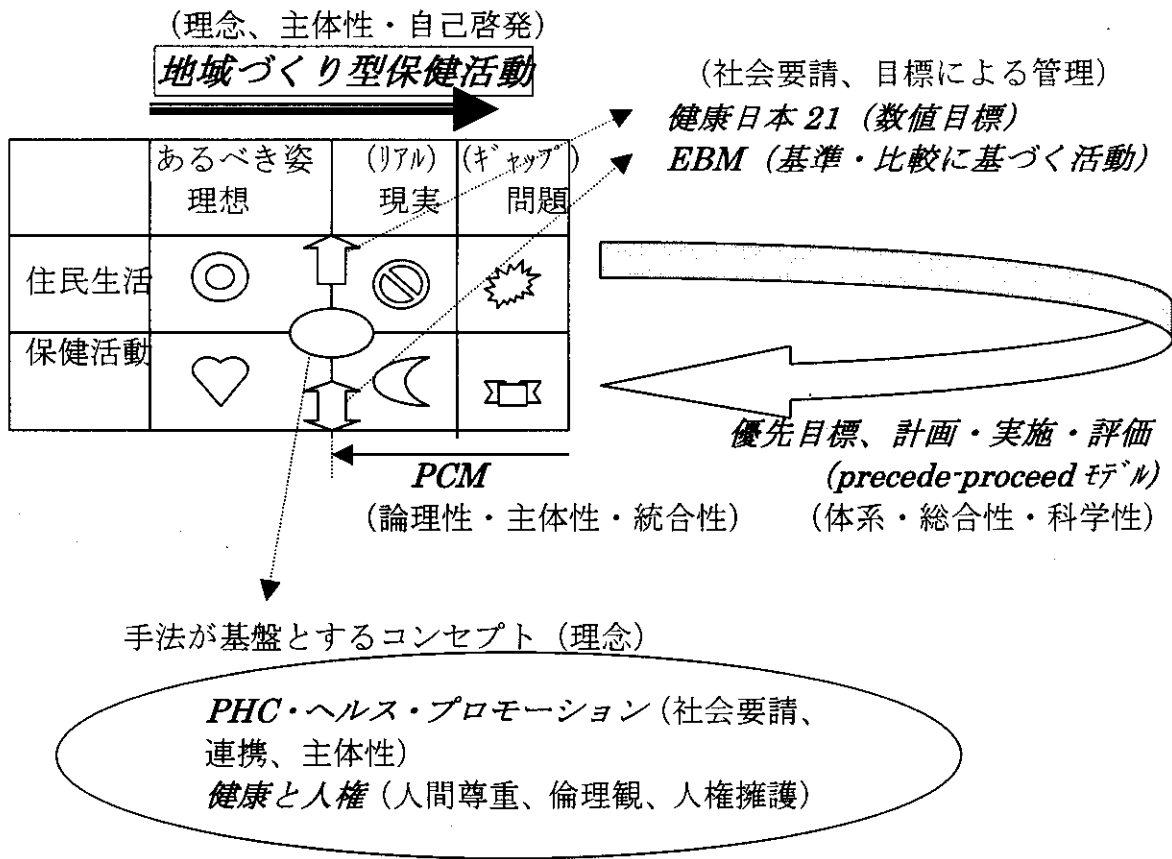 (理念、主体性・自己啓発)
地域づくり型保健活動
(社会要請、目標による管理)
健康日本 21 (数値目標)
EBM (基準・比較に基づく活動)
あるべき姿 (リアル) (ギャップ)
理想 現実 問題
住民生活
保健活動
優先目標、計画・実施・評価
(precede-proceed モデル)
(体系・総合性・科学性)
PCM
(論理性・主体性・統合性)
手法が基盤とするコンセプト (理念)
PHC・ヘルス・プロモーション (社会要請、
連携、主体性)
健康と人権 (人間尊重、倫理観、人権擁護)